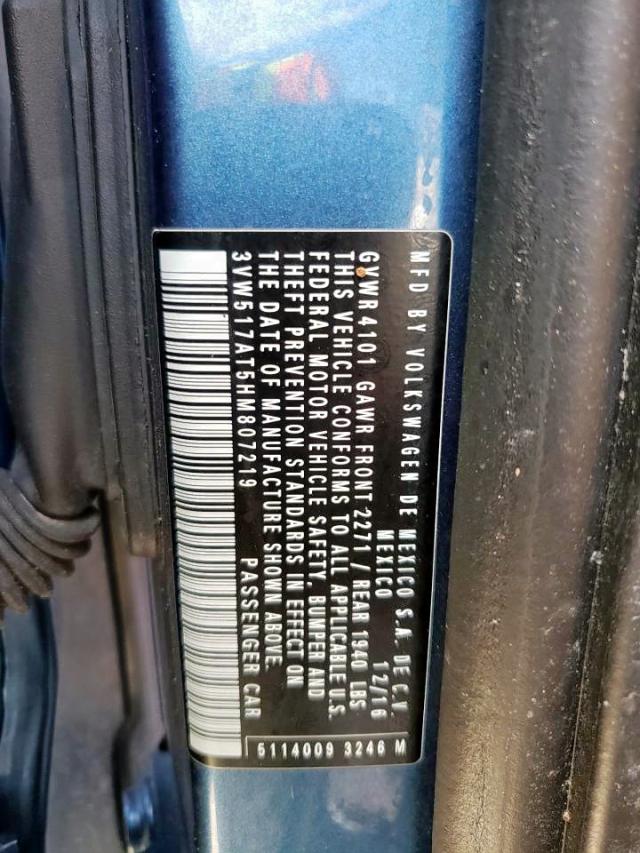 MFD BY VOLKSWAGEN DE MEXICO S.A. DE C.V.
MEXICO 12/16
GVWR 4101 GAWR FRONT 2271 / REAR 1940 LBS
THIS VEHICLE CONFORMS TO ALL APPLICABLE U.S.
FEDERAL MOTOR VEHICLE SAFETY, BUMPER AND
THEFT PREVENTION STANDARDS IN EFFECT ON
THE DATE OF MANUFACTURE SHOWN ABOVE.
3VW517AT5HM807219 PASSENGER CAR
5114009 3246 M